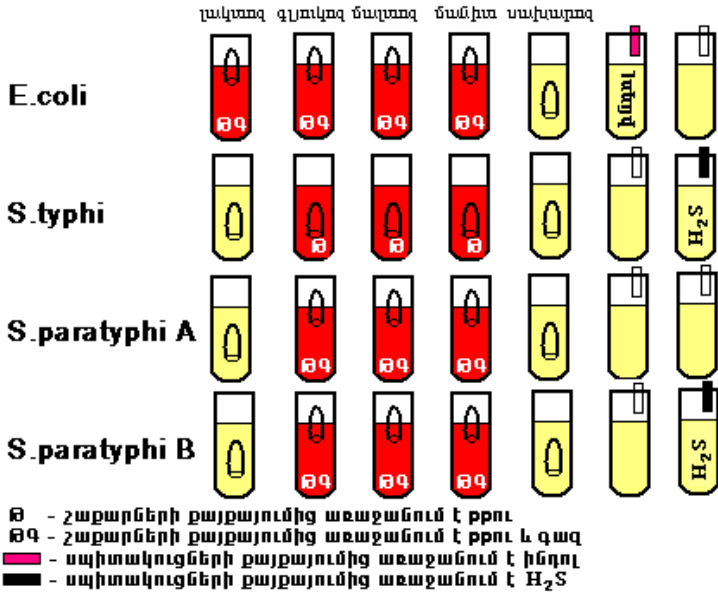 լակտոզ գլյուկոզ մալտոզ մանիտ սախարոզ
E.coli ԹԳ ԹԳ ԹԳ ԹԳ ինդոլ
S.typhi Թ Թ Թ H₂S
S.paratyphi A ԹԳ ԹԳ ԹԳ
S.paratyphi B ԹԳ ԹԳ ԹԳ H₂S
Թ - շաքարների քայքայումից առաջանում է թթու
ԹԳ - շաքարների քայքայումից առաջանում է թթու և գազ
- սպիտակուցների քայքայումից առաջանում է ինդոլ
- սպիտակուցների քայքայումից առաջանում է H₂S